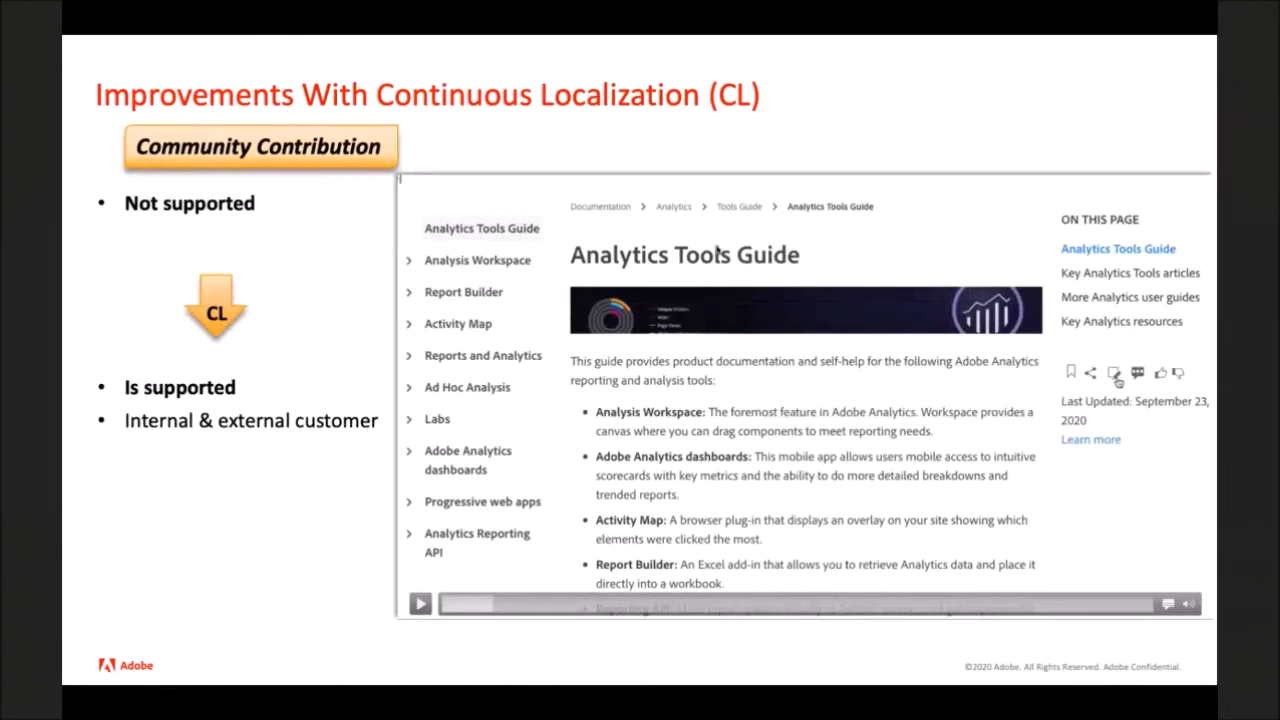 Improvements With Continuous Localization (CL)
Community Contribution
• Not supported
CL
• Is supported
• Internal & external customer
Analytics Tools Guide
Analysis Workspace
Report Builder
Activity Map
Reports and Analytics
Ad Hoc Analysis
Labs
Adobe Analytics
dashboards
Progressive web apps
Analytics Reporting
API
Documentation > Analytics > Tools Guide > Analytics Tools Guide
Analytics Tools Guide
This guide provides product documentation and self-help for the following Adobe Analytics
reporting and analysis tools:
• Analysis Workspace: The foremost feature in Adobe Analytics. Workspace provides a
canvas where you can drag components to meet reporting needs.
• Adobe Analytics dashboards: This mobile app allows users mobile access to intuitive
scorecards with key metrics and the ability to do more detailed breakdowns and
trended reports.
• Activity Map: A browser plug-in that displays an overlay on your site showing which
elements were clicked the most.
• Report Builder: An Excel add-in that allows you to retrieve Analytics data and place it
directly into a workbook.
ON THIS PAGE
Analytics Tools Guide
Key Analytics Tools articles
More Analytics user guides
Key Analytics resources
Last Updated: September 23,
2020
Learn more
Adobe
©2020 Adobe. All Rights Reserved. Adobe Confidential.